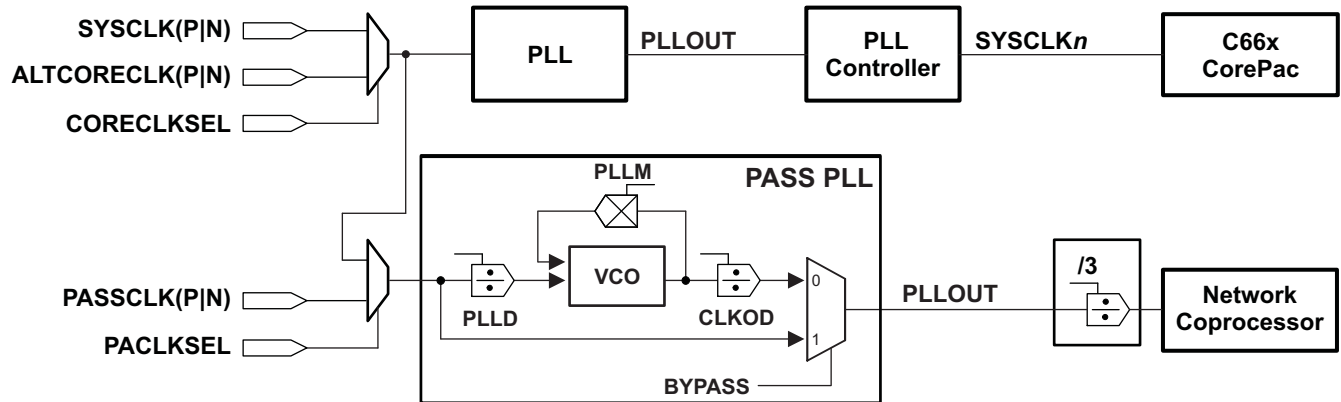 SYSCLK(P|N)
ALTCORECLK(P|N)
CORECLKSEL
PLL
PLLOUT
PLL
Controller
SYSCLKn
C66x
CorePac
PASS PLL
PLLM
VCO
PLLD
CLKOD
0
1
BYPASS
PASSCLK(P|N)
PACLKSEL
PLLOUT
/3
Network
Coprocessor